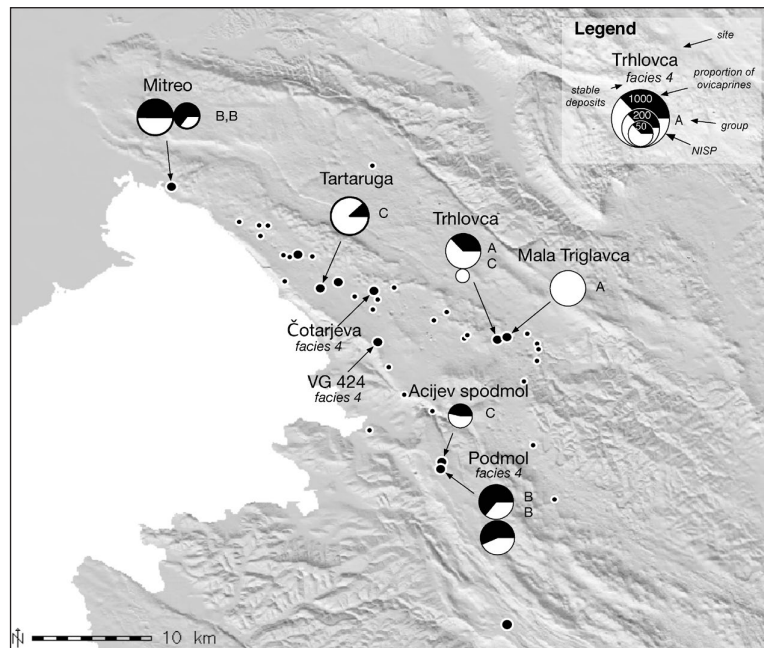 Legend
site
Trhlovca
facies 4
stable
deposits
proportion of
ovicaprines
1000
200
50
A
group
NISP
Mitreo
B,B
Tartaruga
C
Trhlovca
A
C
Mala Triglavca
A
Čotarjeva
facies 4
VG 424
facies 4
Acijev spodmol
C
Podmol
facies 4
B
B
N
10 km